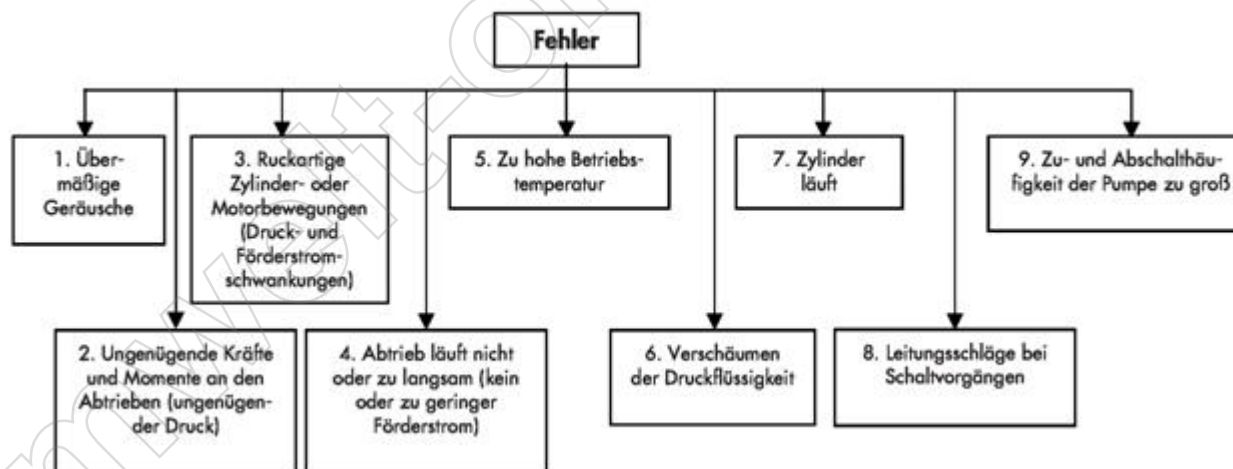 Fehler
1. Über-
mäßige
Geräusche
2. Ungenügende Kräfte
und Momente an den
Abtrieben (ungenügen-
der Druck)
3. Ruckartige
Zylinder- oder
Motorbewegungen
(Druck- und
Förderstrom-
schwankungen)
4. Abtrieb läuft nicht
oder zu langsam (kein
oder zu geringer
Förderstrom)
5. Zu hohe Betriebs-
temperatur
6. Verschäumen
der Druckflüssigkeit
7. Zylinder
läuft
8. Leitungsschläge bei
Schaltvorgängen
9. Zu- und Abschalthäu-
figkeit der Pumpe zu groß